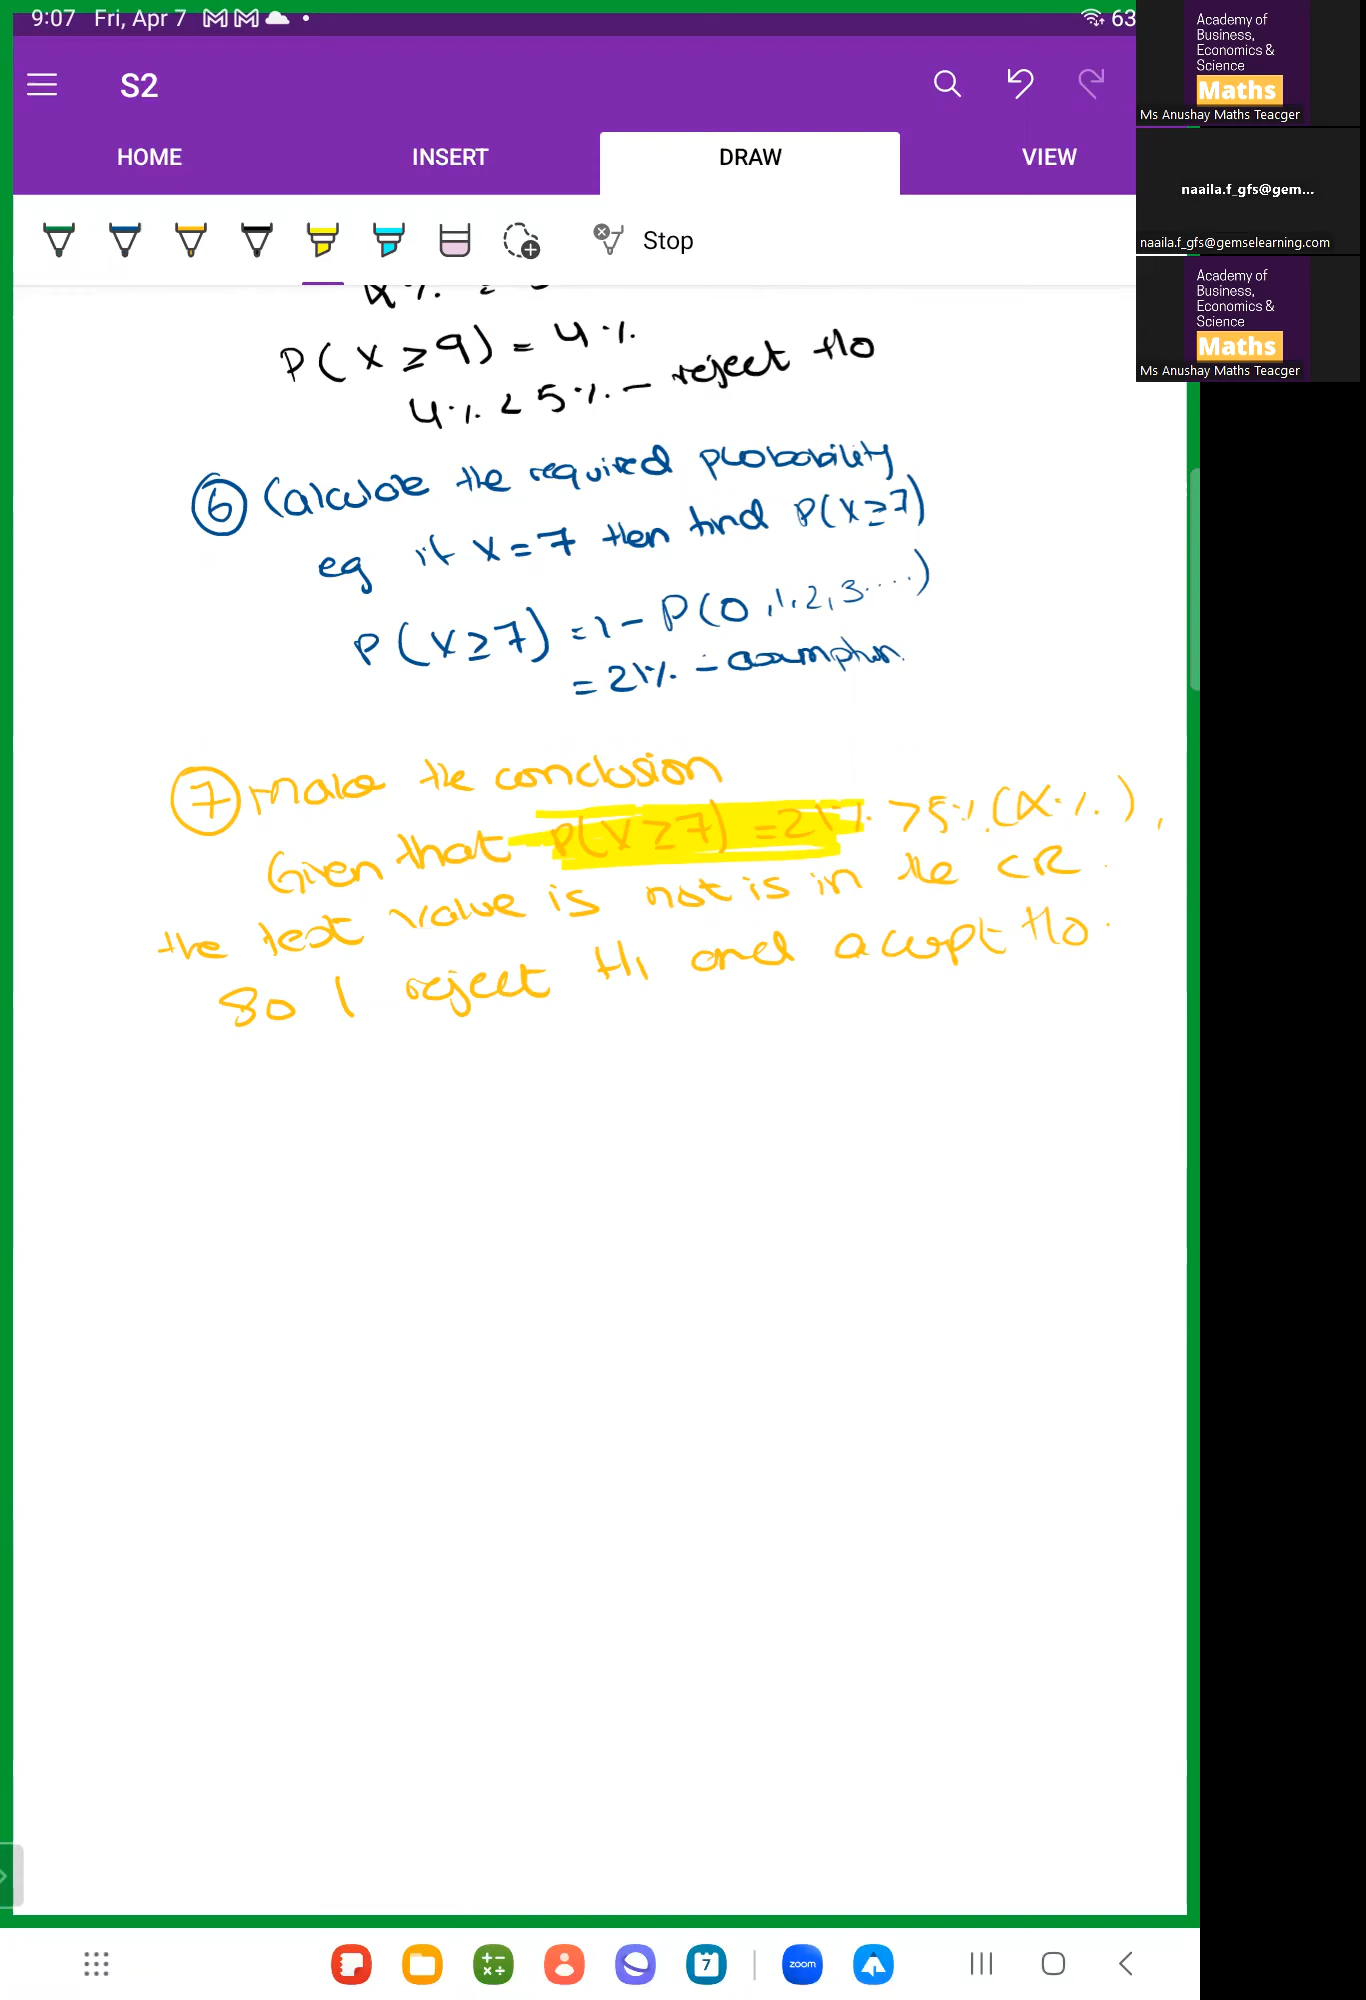 9:07 Fri, Apr 7
63
S2
HOME INSERT DRAW VIEW
Stop
Academy of
Business,
Economics &
Science
Maths
Ms Anushay Maths Teacger
naaila.f_gfs@gem...
naaila.f_gfs@gemselearning.com
Academy of
Business,
Economics &
Science
Maths
Ms Anushay Maths Teacger
P(X ≥ 9) = 4%
4% < 5% – reject H0
6 Calculate the required probability
eg if X = 7 then find P(X ≥ 7)
P(X ≥ 7) = 1 – P(0, 1, 2, 3....)
= 21% – assumption.
7 Make the conclusion
Given that P(X ≥ 7) = 21% > 5% (α%),
the test value is not is in the CR.
So I reject H1 and accept H0.
7
zoom